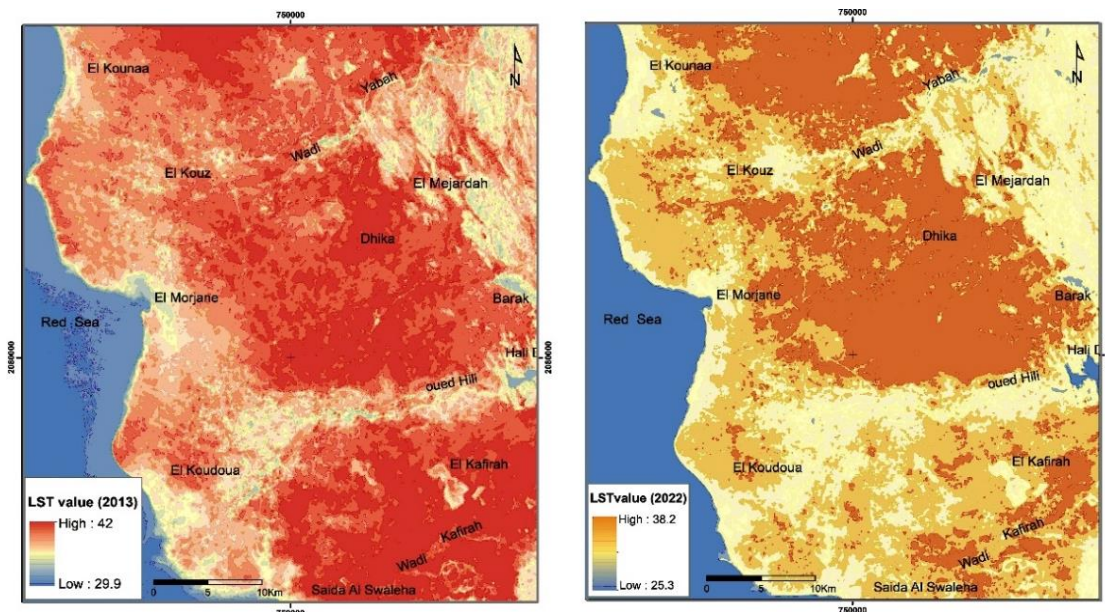 750000
El Kounaa
N
Yabah
Wadi
El Kouz
El Mejardah
Dhika
El Morjane
Barak
Red Sea
Hali D
2080000
oued Hili
El Koudoua
El Kafirah
LST value (2013)
High : 42
Low : 29.9
Kafirah
Wadi
Saida Al Swaleha
0 5 10Km
750000
750000
El Kounaa
N
Yabah
Wadi
El Kouz
El Mejardah
Dhika
El Morjane
Barak
Red Sea
Hali D
2080000
oued Hili
El Koudoua
El Kafirah
LSTvalue (2022)
High : 38.2
Low : 25.3
Kafirah
Wadi
Saida Al Swaleha
0 5 10Km
750000